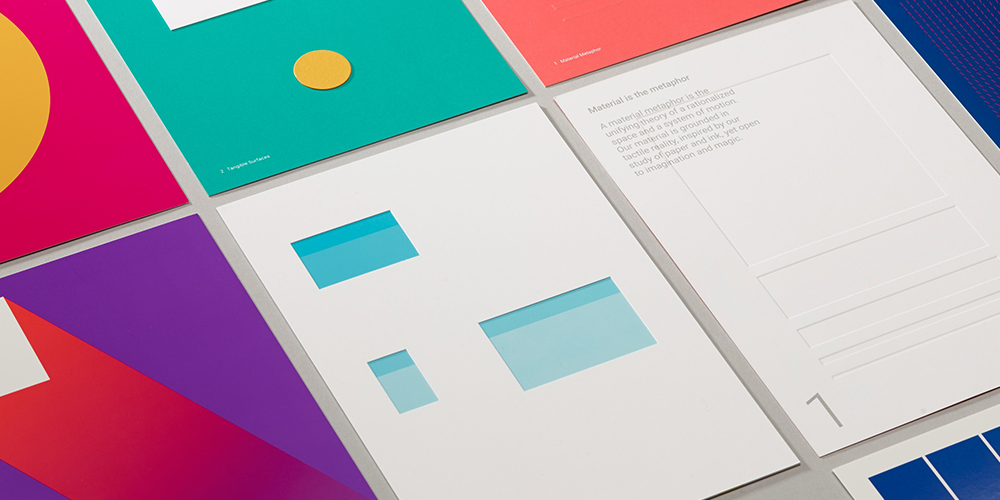 1 Material Metaphor
2 Tangible Surfaces
Material is the metaphor
A material metaphor is the
unifying theory of a rationalized
space and a system of motion.
Our material is grounded in
tactile reality, inspired by our
study of paper and ink, yet open
to imagination and magic.
1